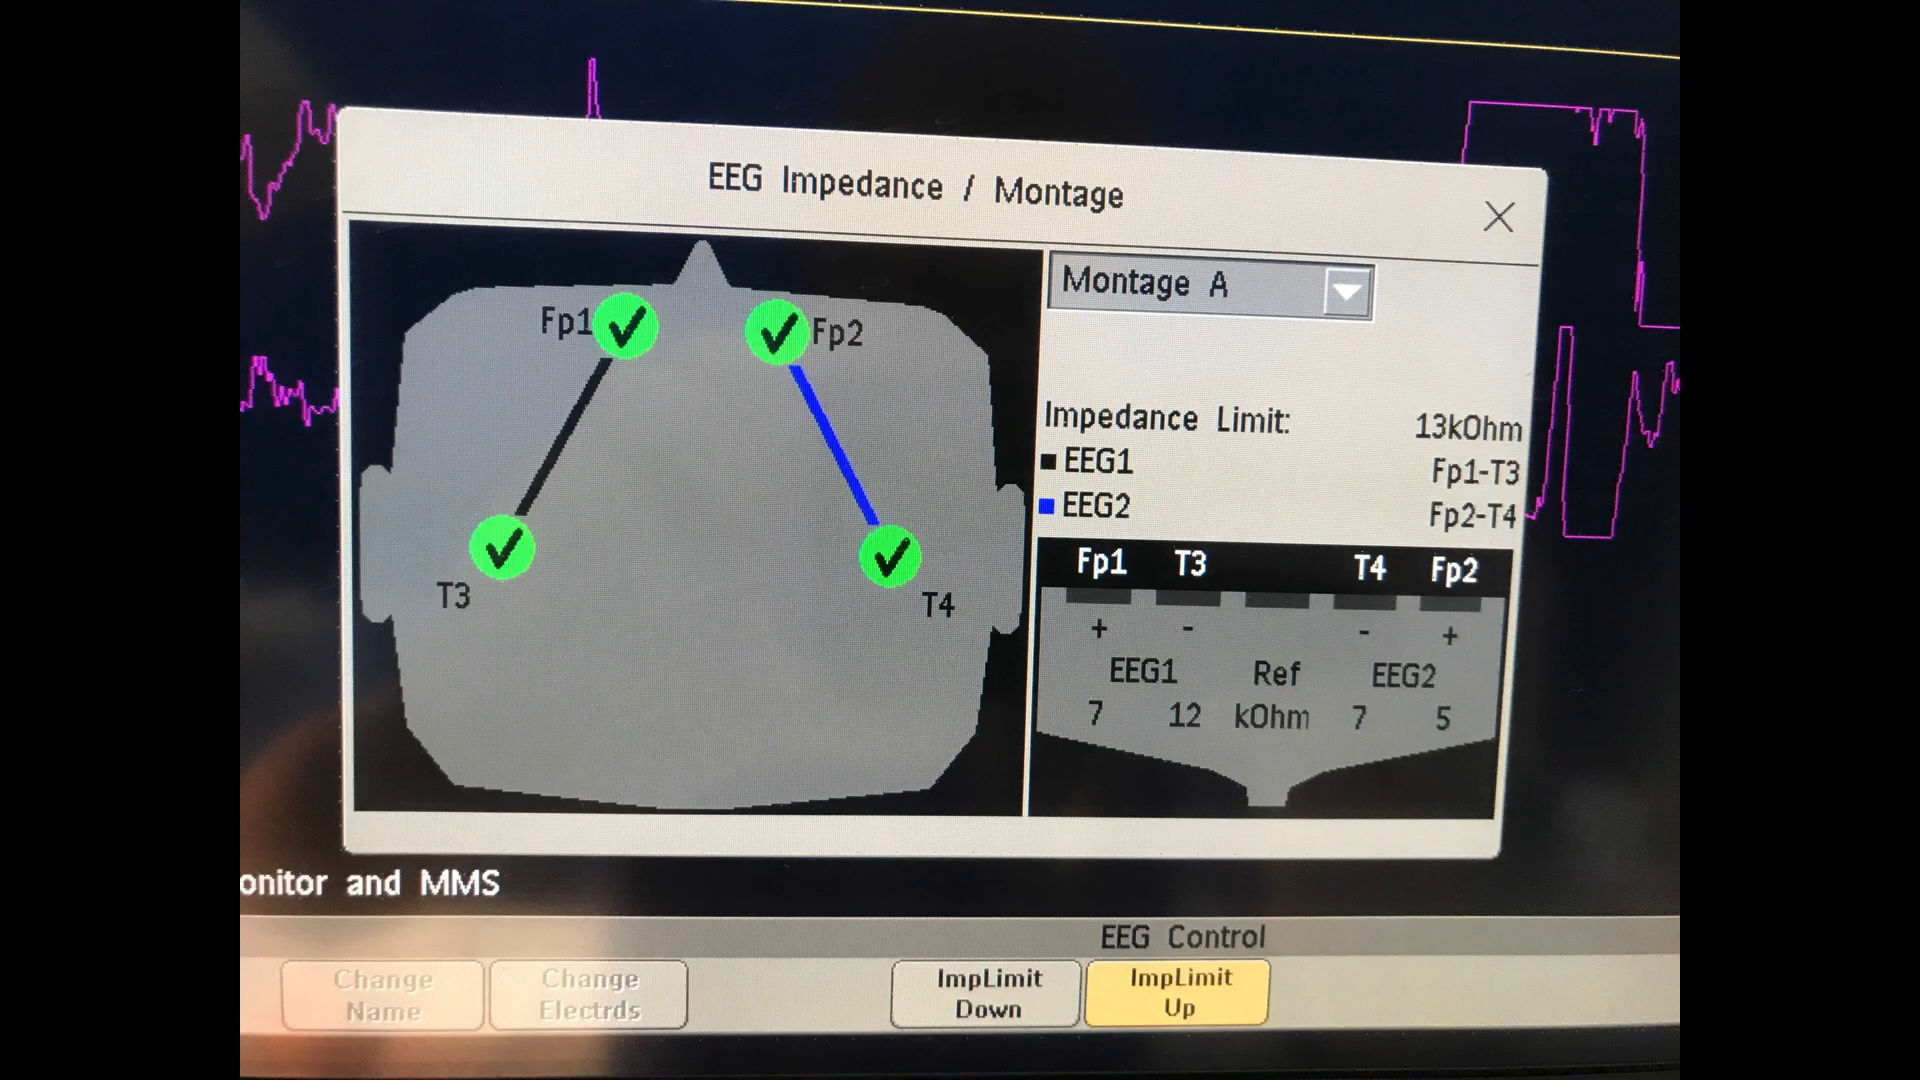 EEG Impedance / Montage
Montage A
Fp1
Fp2
T3
T4
Impedance Limit: 13kOhm
EEG1 Fp1-T3
EEG2 Fp2-T4
Fp1 T3 T4 Fp2
+ - - +
EEG1 Ref EEG2
7 12 kOhm 7 5
onitor and MMS
EEG Control
Change
Name
Change
Electrds
ImpLimit
Down
ImpLimit
Up